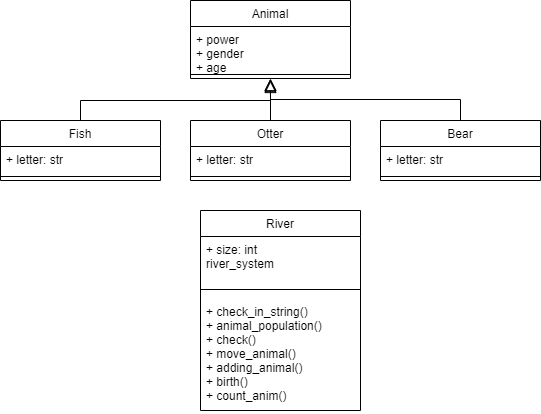 Animal
+ power
+ gender
+ age
Fish
+ letter: str
Otter
+ letter: str
Bear
+ letter: str
River
+ size: int
river_system
+ check_in_string()
+ animal_population()
+ check()
+ move_animal()
+ adding_animal()
+ birth()
+ count_anim()